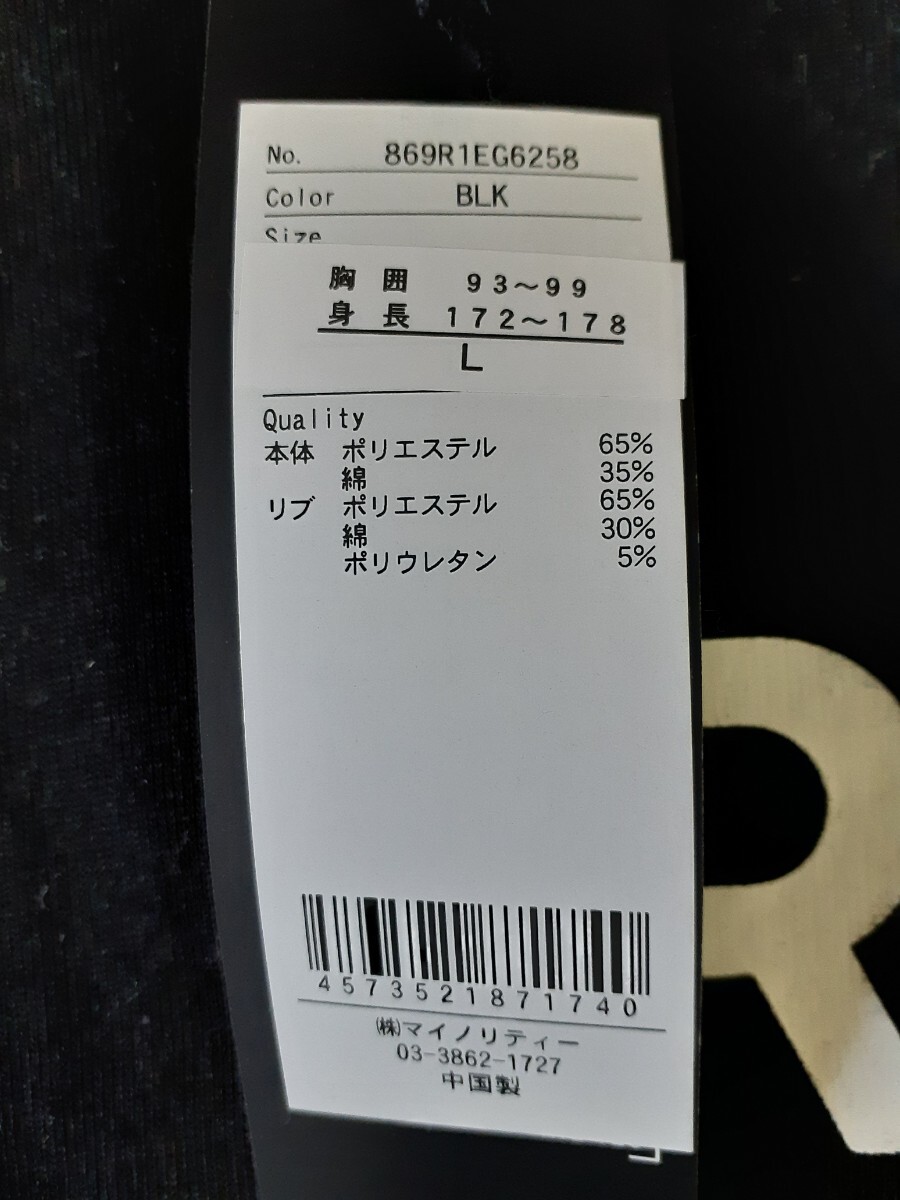 No. 869R1EG6258
Color BLK
Size
胸囲 93～99
身長 172～178
L
Quality
本体 ポリエステル 65%
綿 35%
リブ ポリエステル 65%
綿 30%
ポリウレタン 5%
4573521871740
㈱マイノリティー
03-3862-1727
中国製
R